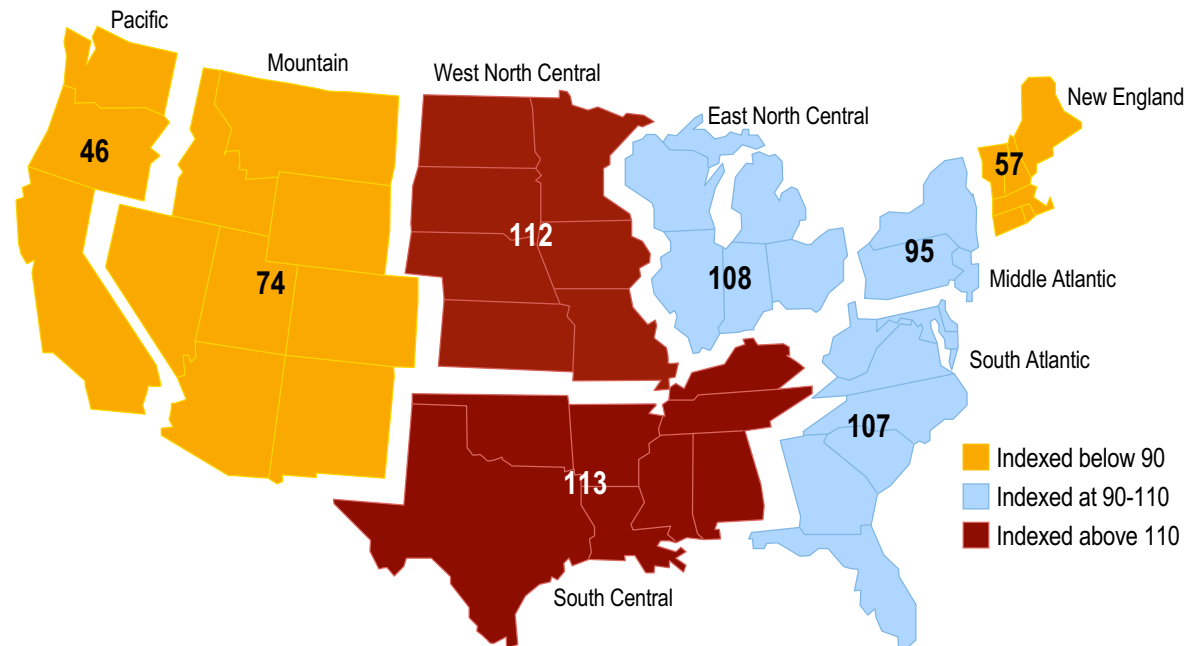 Pacific
Mountain
West North Central
East North Central
New England
46
57
112
95
74
108
Middle Atlantic
South Atlantic
107
Indexed below 90
113
Indexed at 90-110
Indexed above 110
South Central